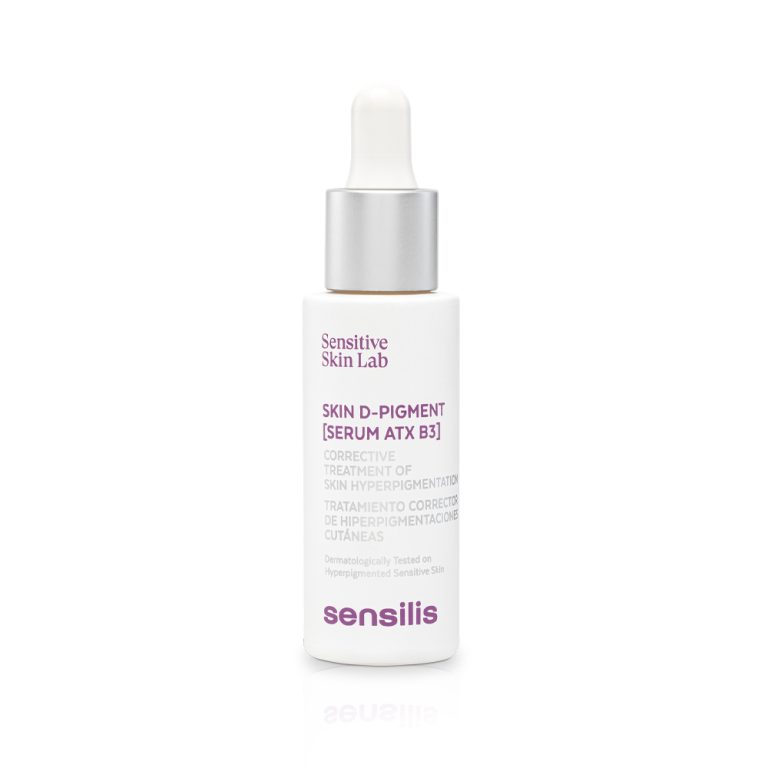 Sensitive
Skin Lab
SKIN D-PIGMENT
[SERUM ATX B3]
CORRECTIVE
TREATMENT OF
SKIN HYPERPIGMENTATION
TRATAMIENTO CORRECTOR
DE HIPERPIGMENTACIONES
CUTÁNEAS
Dermatologically Tested on
Hyperpigmented Sensitive Skin
sensilis